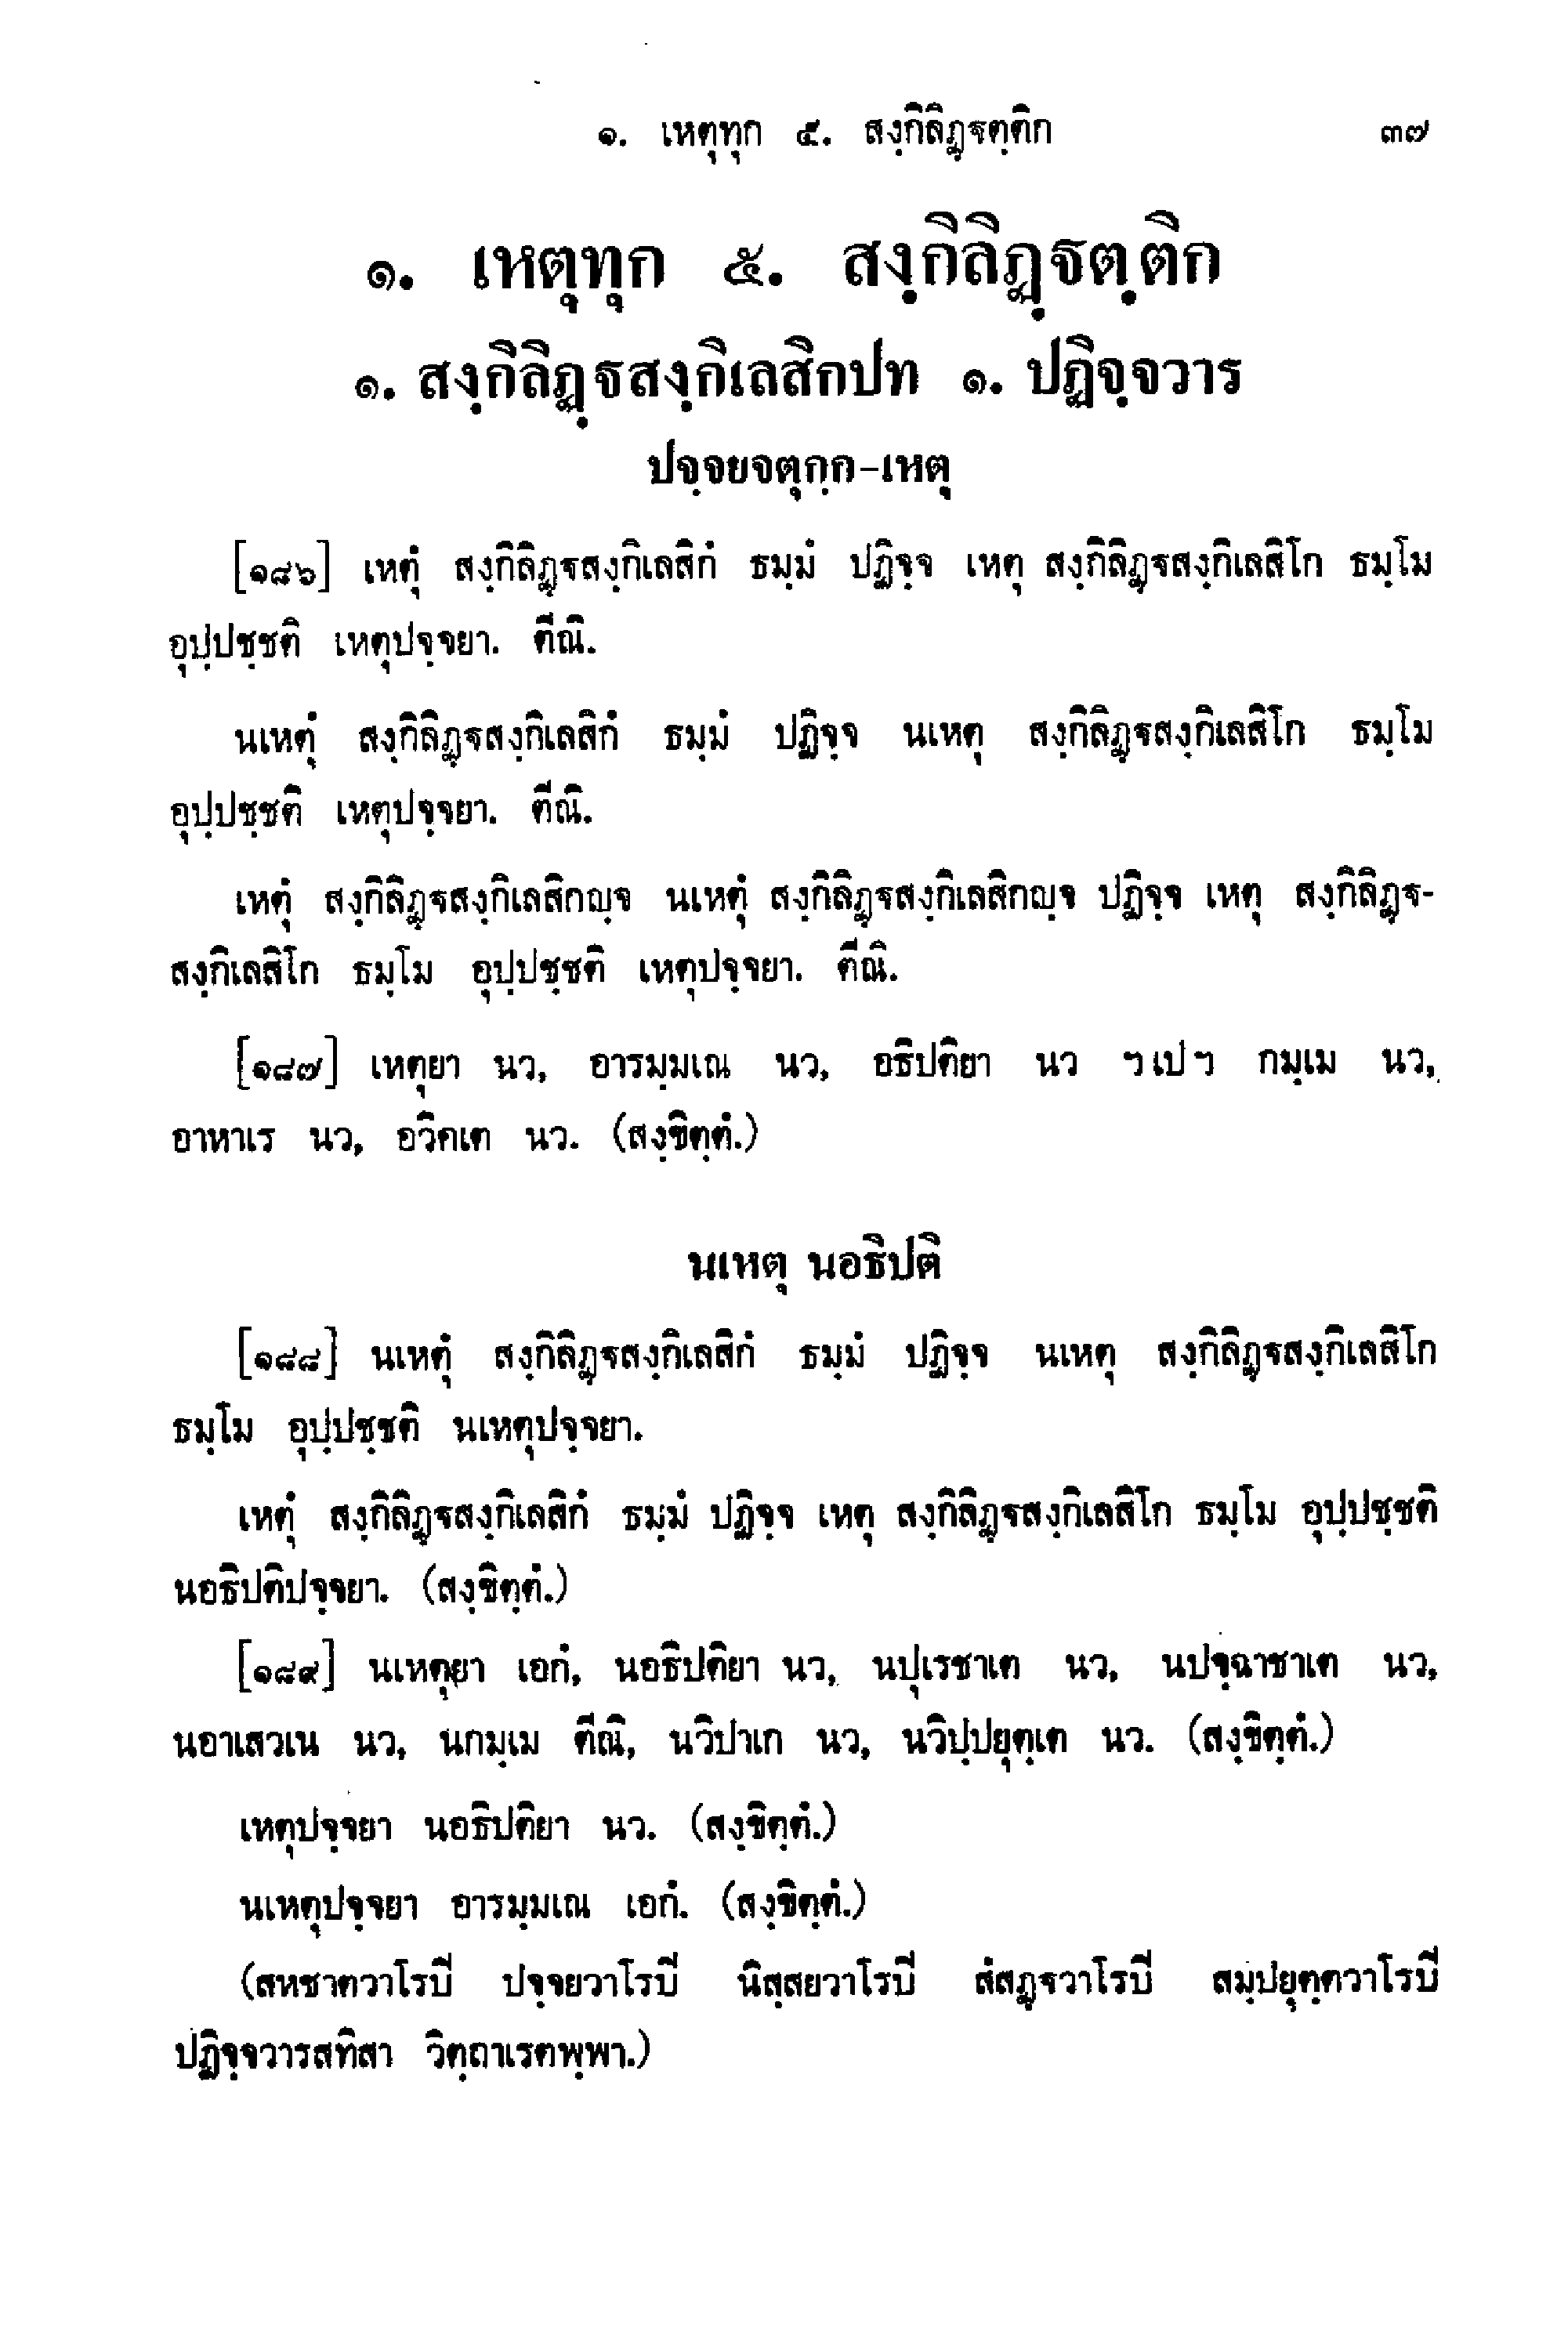 ๑. เหตุทุก ๕. สงฺกิลิฏฺฐตฺติก ๓๗
๑. เหตุทุก ๕. สงฺกิลิฏฺฐตฺติก
๑. สงฺกิลิฏฺฐสงฺกิเลสิกปท ๑. ปฏิจฺจวาร
ปจฺจยจตุกฺก-เหตุ
[๑๘๖] เหตุํ สงฺกิลิฏฺฐสงฺกิเลสิกํ ธมฺมํ ปฏิจฺจ เหตุ สงฺกิลิฏฺฐสงฺกิเลสิโก ธมฺโม
อุปฺปชฺชติ เหตุปจฺจยา. ตีณิ.
นเหตุํ สงฺกิลิฏฺฐสงฺกิเลสิกํ ธมฺมํ ปฏิจฺจ นเหตุ สงฺกิลิฏฺฐสงฺกิเลสิโก ธมฺโม
อุปฺปชฺชติ เหตุปจฺจยา. ตีณิ.
เหตุํ สงฺกิลิฏฺฐสงฺกิเลสิกญฺจ นเหตุํ สงฺกิลิฏฺฐสงฺกิเลสิกญฺจ ปฏิจฺจ เหตุ สงฺกิลิฏฺฐ-
สงฺกิเลสิโก ธมฺโม อุปฺปชฺชติ เหตุปจฺจยา. ตีณิ.
[๑๘๗] เหตุยา นว, อารมฺมเณ นว, อธิปติยา นว ฯเปฯ กมฺเม นว,
อาหาเร นว, อวิคเต นว. (สงฺขิตฺตํ.)
นเหตุ นอธิปติ
[๑๘๘] นเหตุํ สงฺกิลิฏฺฐสงฺกิเลสิกํ ธมฺมํ ปฏิจฺจ นเหตุ สงฺกิลิฏฺฐสงฺกิเลสิโก
ธมฺโม อุปฺปชฺชติ นเหตุปจฺจยา.
เหตุํ สงฺกิลิฏฺฐสงฺกิเลสิกํ ธมฺมํ ปฏิจฺจ เหตุ สงฺกิลิฏฺฐสงฺกิเลสิโก ธมฺโม อุปฺปชฺชติ
นอธิปติปจฺจยา. (สงฺขิตฺตํ.)
[๑๘๙] นเหตุยา เอกํ, นอธิปติยา นว, นปุเรชาเต นว, นปจฺฉาชาเต นว,
นอาเสวเน นว, นกมฺเม ตีณิ, นวิปาเก นว, นวิปฺปยุตฺเต นว. (สงฺขิตฺตํ.)
เหตุปจฺจยา นอธิปติยา นว. (สงฺขิตฺตํ.)
นเหตุปจฺจยา อารมฺมเณ เอกํ. (สงฺขิตฺตํ.)
(สหชาตวาโรปิ ปจฺจยวาโรปิ นิสฺสยวาโรปิ สํสฏฺฐวาโรปิ สมฺปยุตฺตวาโรปิ
ปฏิจฺจวารสทิสา วิตฺถาเรตพฺพา.)